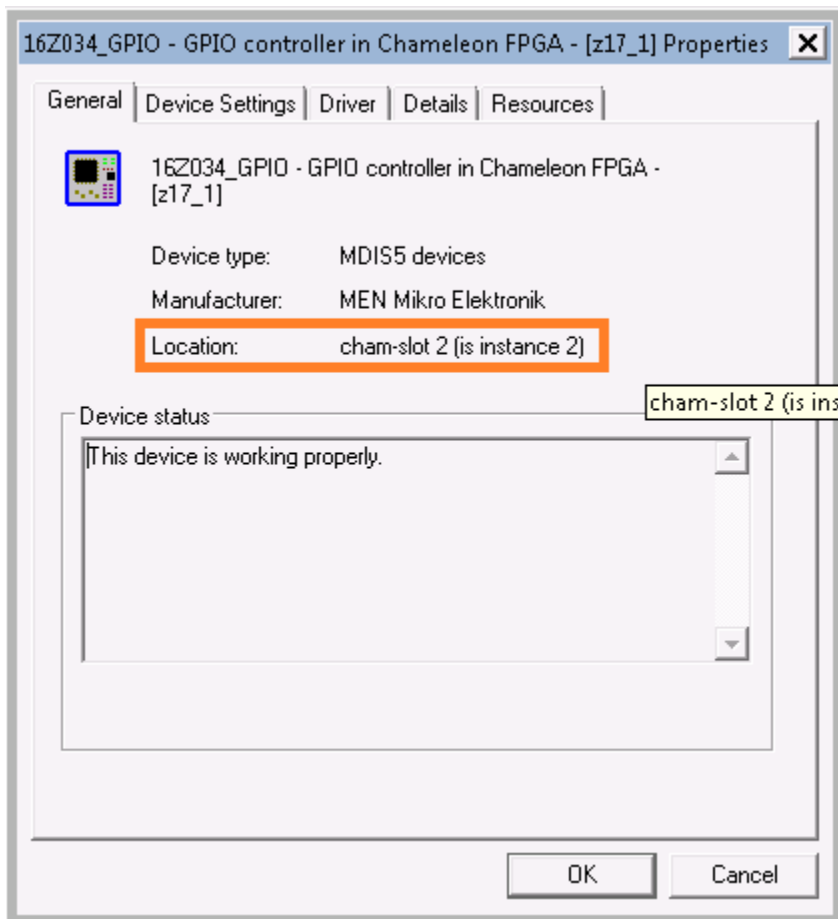 16Z034_GPIO - GPIO controller in Chameleon FPGA - [z17_1] Properties
General Device Settings Driver Details Resources
16Z034_GPIO - GPIO controller in Chameleon FPGA -
[z17_1]
Device type: MDIS5 devices
Manufacturer: MEN Mikro Elektronik
Location: cham-slot 2 (is instance 2)
cham-slot 2 (is ins
Device status
This device is working properly.
OK Cancel